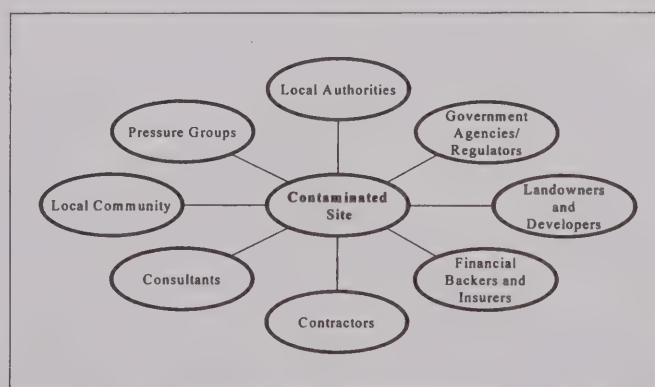 Local Authorities
Pressure Groups
Government
Agencies/
Regulators
Local Community
Contaminated
Site
Landowners
and
Developers
Consultants
Financial
Backers and
Insurers
Contractors